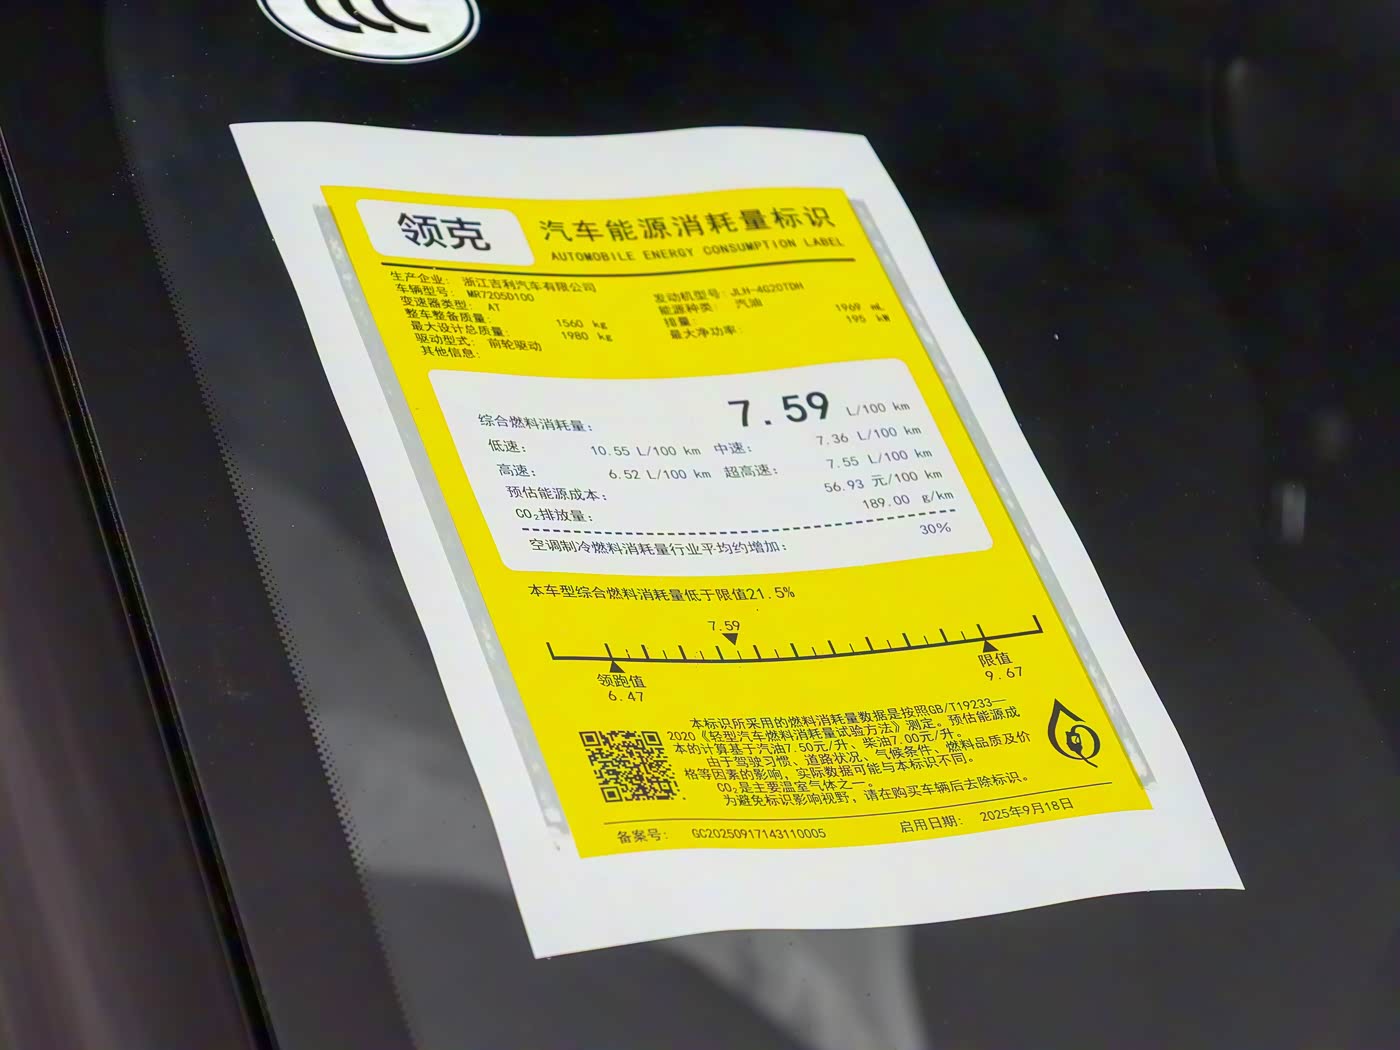 领克 汽车能源消耗量标识
AUTOMOBILE ENERGY CONSUMPTION LABEL
生产企业: 浙江吉利汽车有限公司
车辆型号: MR7205D100 发动机型号: JLH-4G20TDH
变速器类型: AT 能源种类: 汽油
整车整备质量: 1560 kg 排量: 1969 mL
最大设计总质量: 1980 kg 最大净功率: 195 kW
驱动型式: 前轮驱动
其他信息:
综合燃料消耗量: 7.59 L/100 km
低速: 10.55 L/100 km 中速: 7.36 L/100 km
高速: 6.52 L/100 km 超高速: 7.55 L/100 km
预估能源成本: 56.93 元/100 km
CO₂排放量: 189.00 g/km
空调制冷燃料消耗量行业平均约增加: 30%
本车型综合燃料消耗量低于限值21.5%
7.59
领跑值 限值
6.47 9.67
本标识所采用的燃料消耗量数据是按照GB/T19233—
2020《轻型汽车燃料消耗量试验方法》测定。预估能源成
本的计算基于汽油7.50元/升、柴油7.00元/升。
由于驾驶习惯、道路状况、气候条件、燃料品质及价
格等因素的影响，实际数据可能与本标识不同。
CO₂是主要温室气体之一。
为避免标识影响视野，请在购买车辆后去除标识。
备案号: GC20250917143110005 启用日期: 2025年9月18日